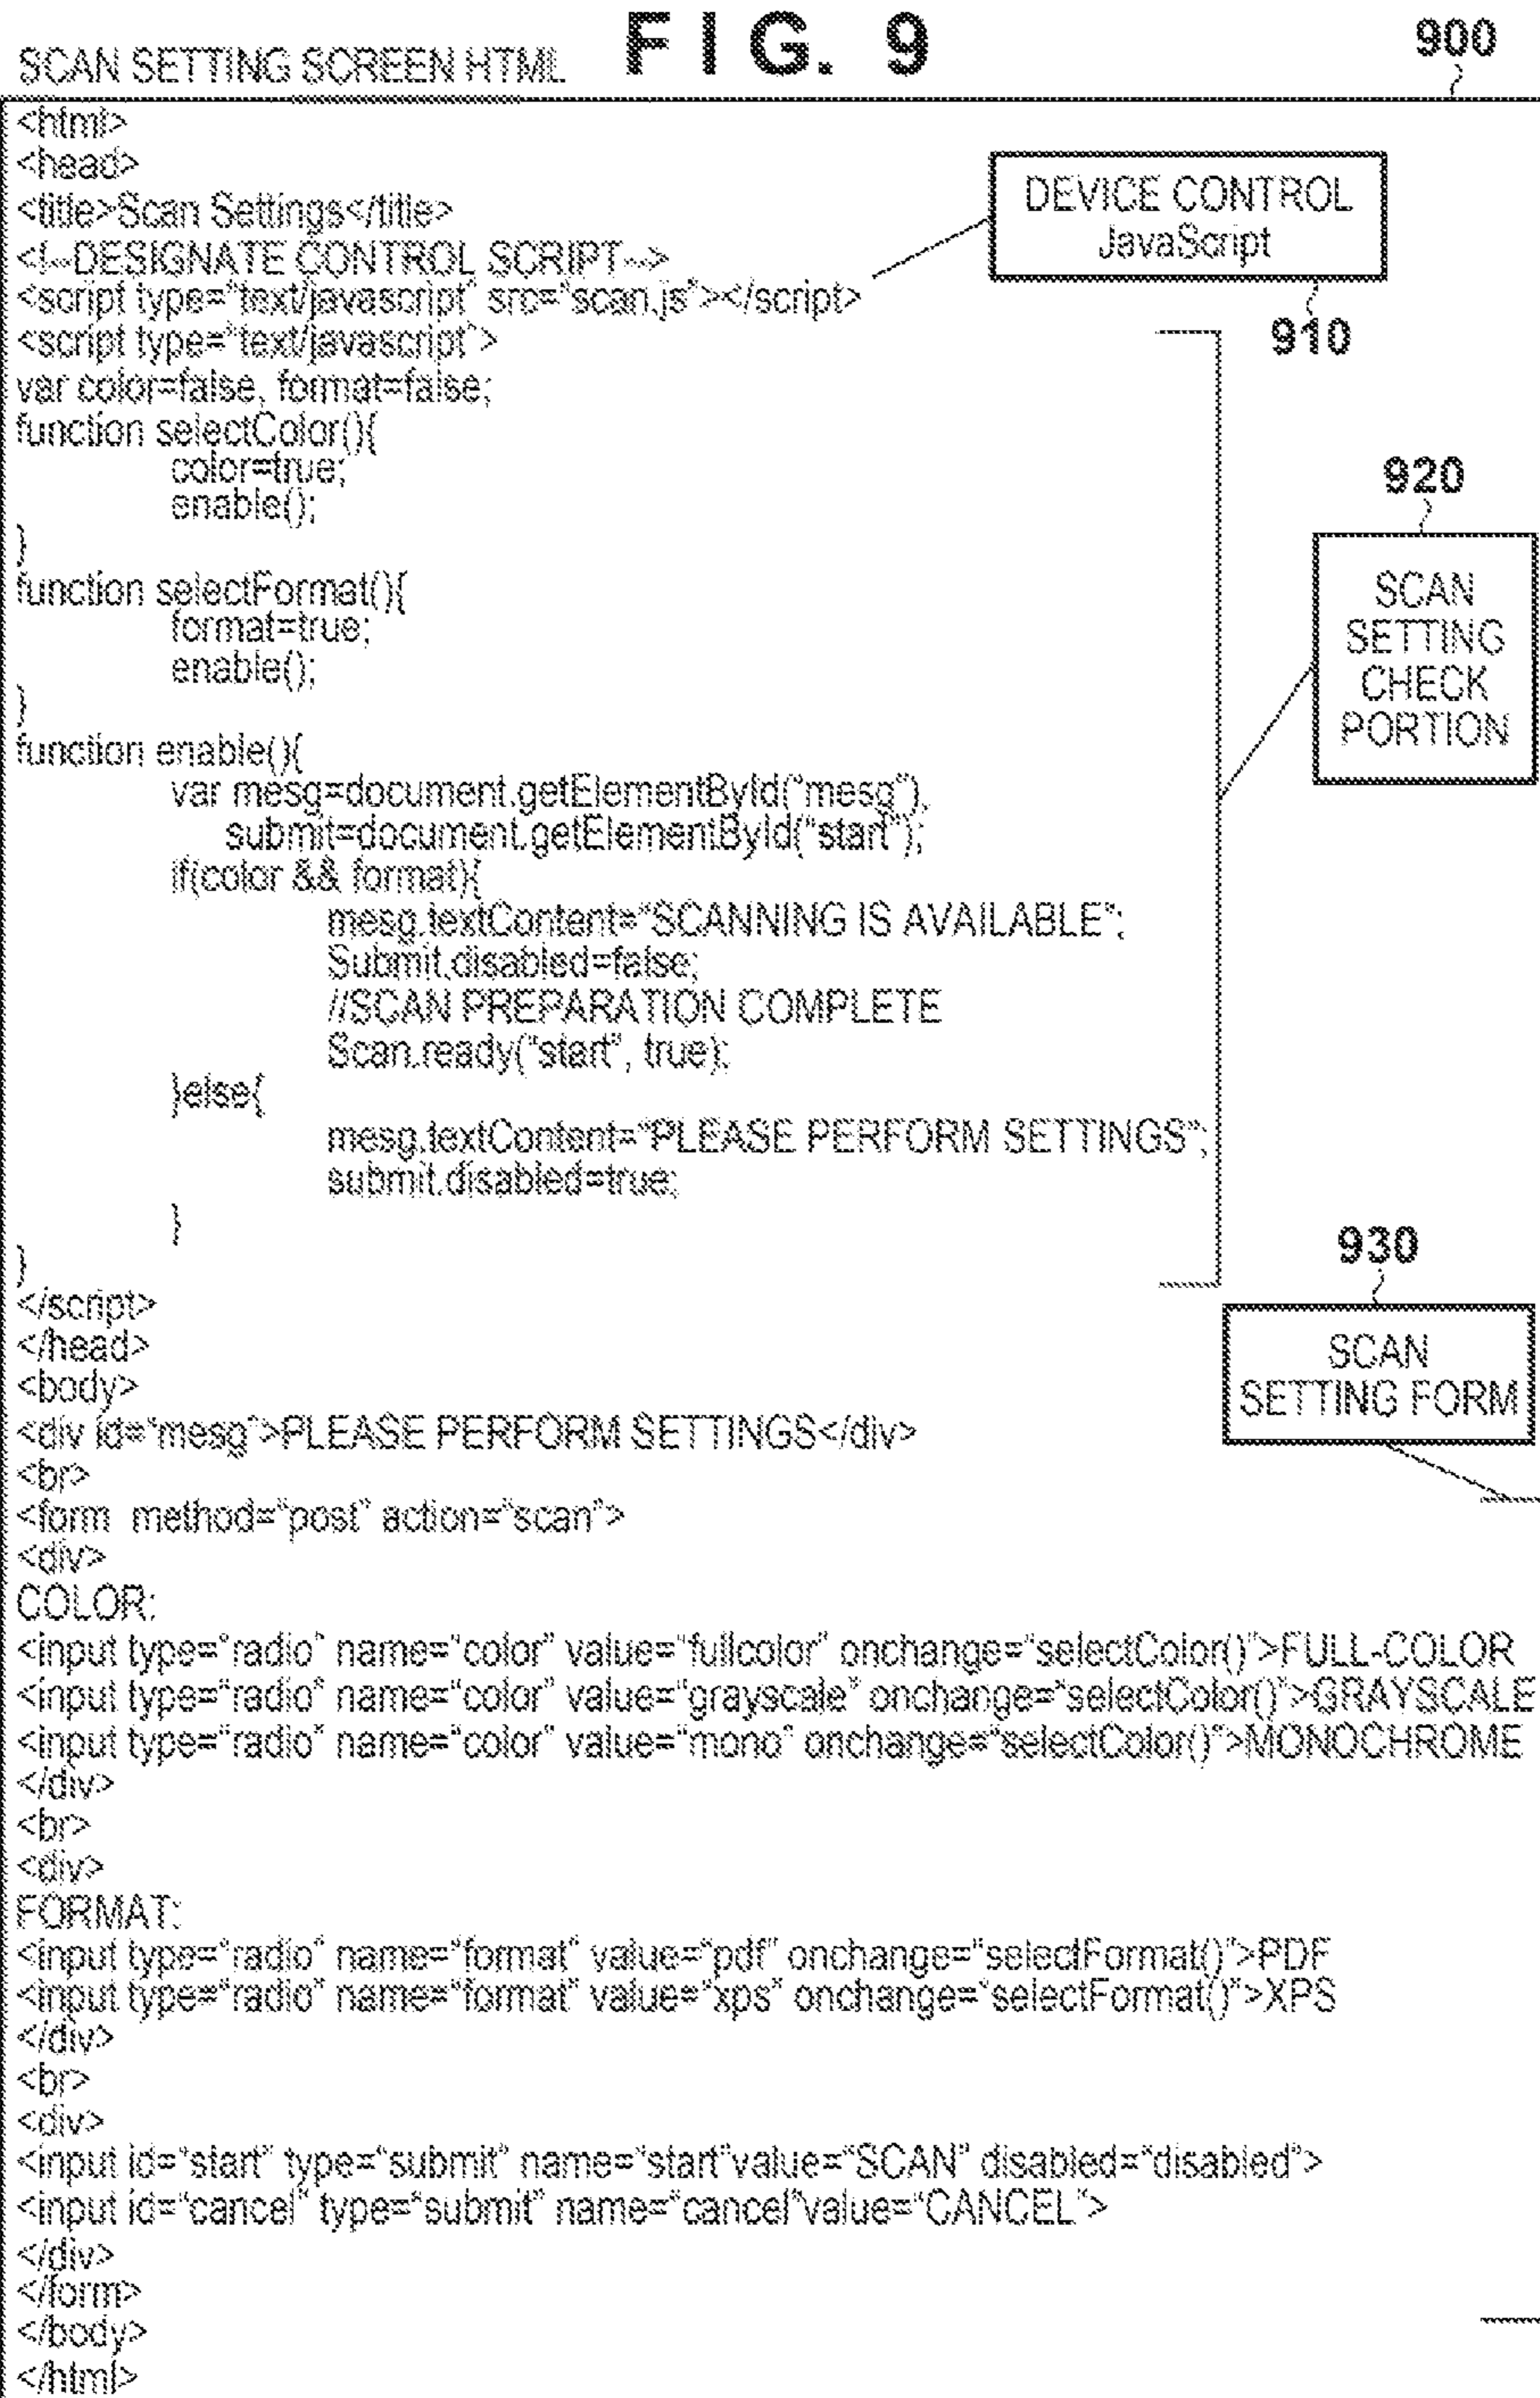 FIG. 9
900
SCAN SETTING SCREEN HTML
<html>
<head>
<title>Scan Settings</title>
<!--DESIGNATE CONTROL SCRIPT-->
<script type="text/javascript" src="scan.js"></script>
<script type="text/javascript">
var color=false, format=false;
function selectColor(){
color=true;
enable();
}
function selectFormat(){
format=true;
enable();
}
function enable(){
var mesg=document.getElementById("mesg"),
submit=document.getElementById("start");
if(color && format){
mesg.textContent="SCANNING IS AVAILABLE";
Submit.disabled=false;
//SCAN PREPARATION COMPLETE
Scan.ready("start", true);
}else{
mesg.textContent="PLEASE PERFORM SETTINGS";
submit.disabled=true;
}
}
</script>
</head>
<body>
<div id="mesg">PLEASE PERFORM SETTINGS</div>
<br>
<form method="post" action="scan">
<div>
COLOR:
<input type="radio" name="color" value="fullcolor" onchange="selectColor()">FULL-COLOR
<input type="radio" name="color" value="grayscale" onchange="selectColor()">GRAYSCALE
<input type="radio" name="color" value="mono" onchange="selectColor()">MONOCHROME
</div>
<br>
<div>
FORMAT:
<input type="radio" name="format" value="pdf" onchange="selectFormat()">PDF
<input type="radio" name="format" value="xps" onchange="selectFormat()">XPS
</div>
<br>
<div>
<input id="start" type="submit" name="start"value="SCAN" disabled="disabled">
<input id="cancel" type="submit" name="cancel"value="CANCEL">
</div>
</form>
</body>
</html>
DEVICE CONTROL
JavaScript
910
920
SCAN
SETTING
CHECK
PORTION
930
SCAN
SETTING FORM